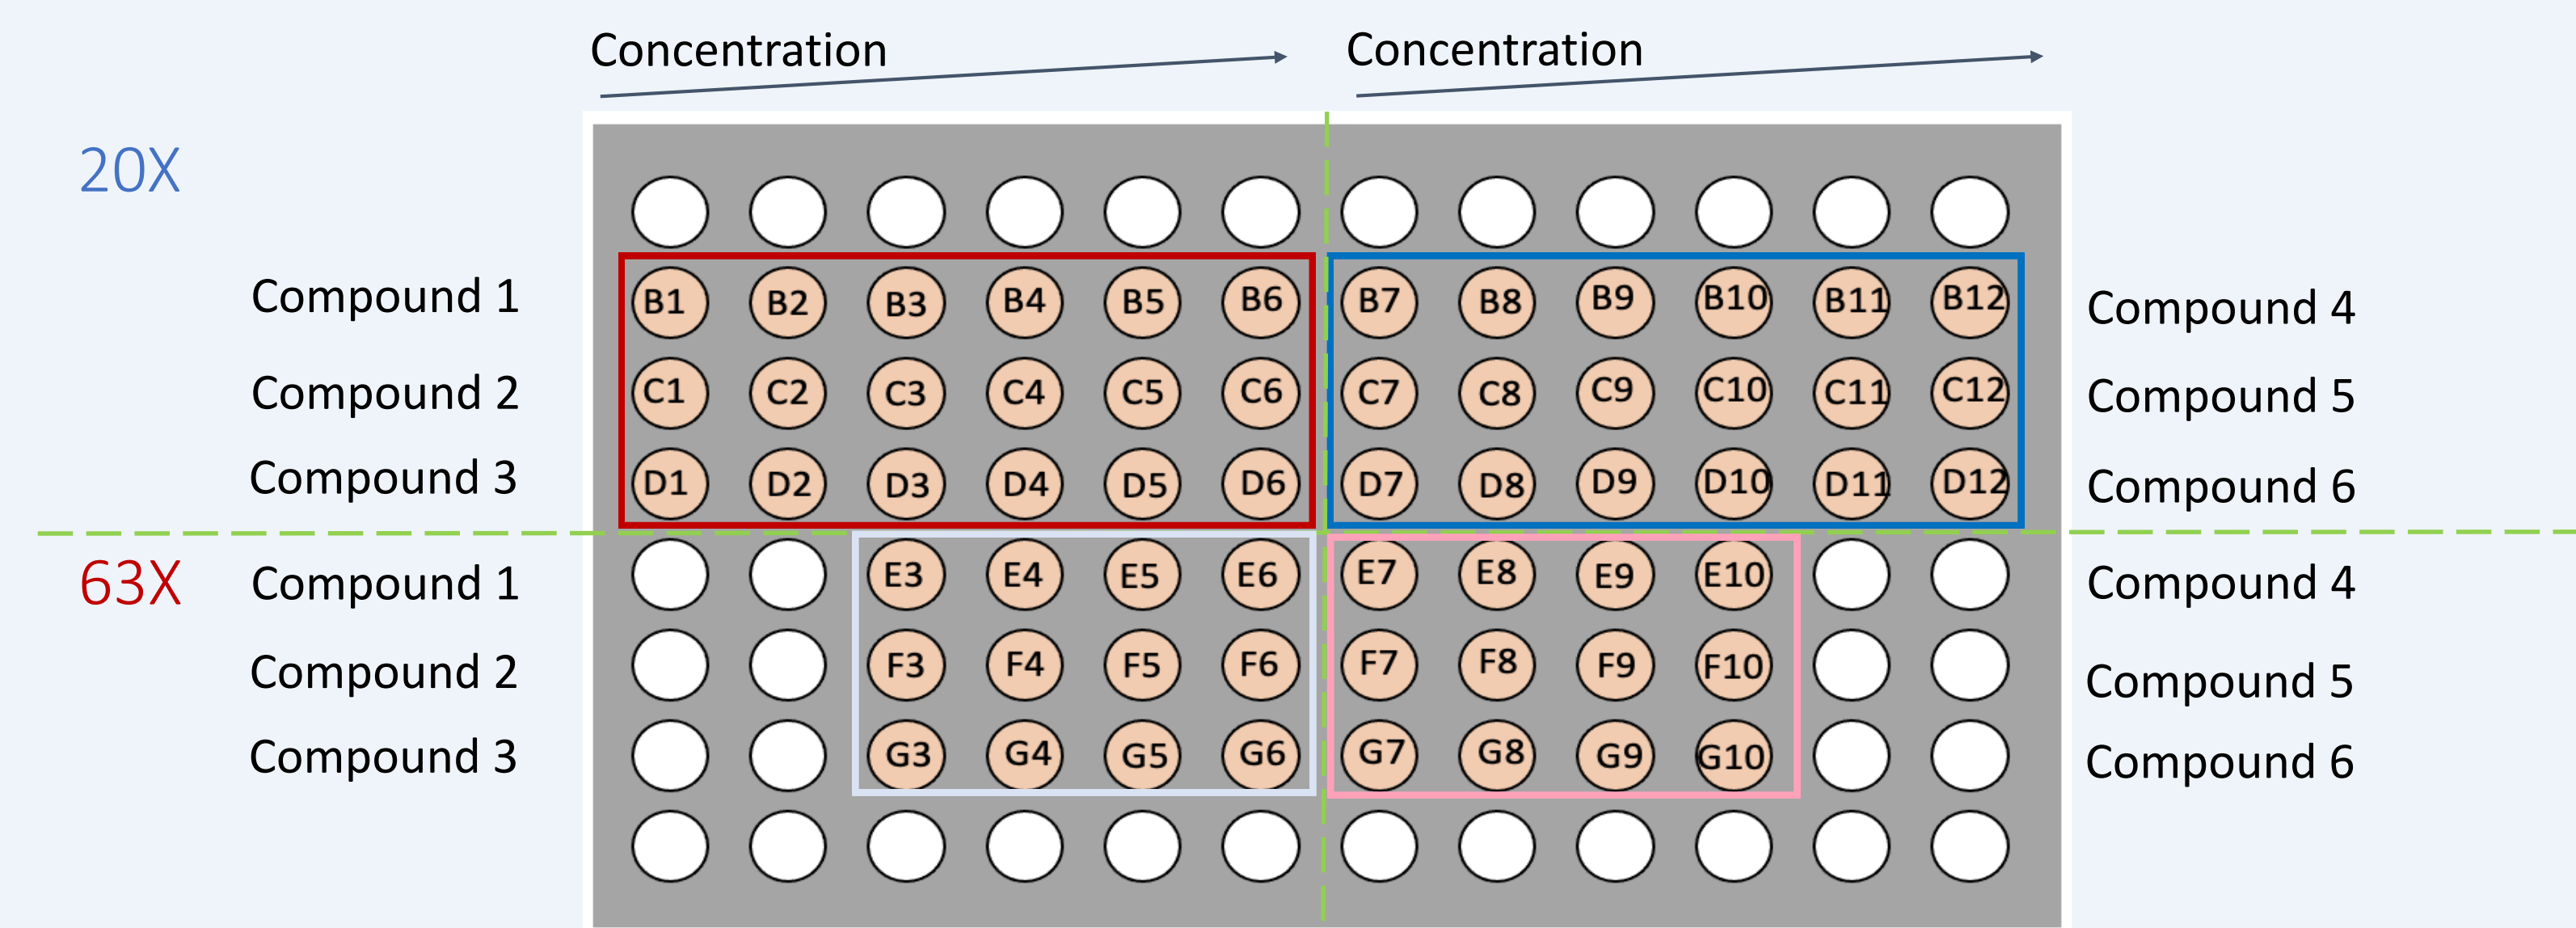 Concentration Concentration
20X
Compound 1 B1 B2 B3 B4 B5 B6 B7 B8 B9 B10 B11 B12 Compound 4
Compound 2 C1 C2 C3 C4 C5 C6 C7 C8 C9 C10 C11 C12 Compound 5
Compound 3 D1 D2 D3 D4 D5 D6 D7 D8 D9 D10 D11 D12 Compound 6
63X Compound 1 E3 E4 E5 E6 E7 E8 E9 E10 Compound 4
Compound 2 F3 F4 F5 F6 F7 F8 F9 F10 Compound 5
Compound 3 G3 G4 G5 G6 G7 G8 G9 G10 Compound 6